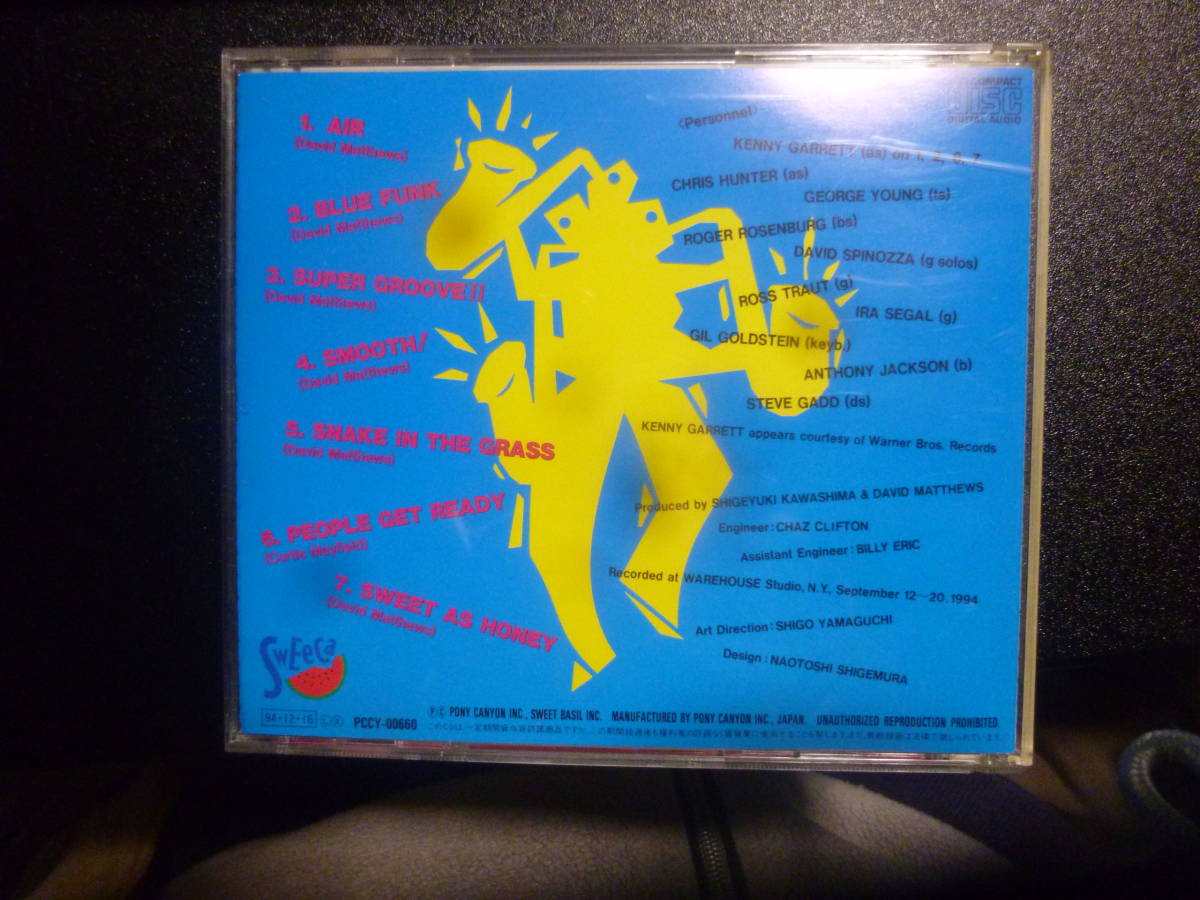 1. AIR
(David Matthews)
2. BLUE FUNK
(David Matthews)
3. SUPER GROOVE!!
(David Matthews)
4. SMOOTH!
(David Matthews)
5. SNAKE IN THE GRASS
(David Matthews)
6. PEOPLE GET READY
(Curtis Mayfield)
7. SWEET AS HONEY
(David Matthews)
COMPACT
DISC
DIGITAL AUDIO
〈Personnel〉
KENNY GARRETT (as) on 1, 2, 6, 7
CHRIS HUNTER (as)
GEORGE YOUNG (ts)
ROGER ROSENBURG (bs)
DAVID SPINOZZA (g solos)
ROSS TRAUT (g)
IRA SEGAL (g)
GIL GOLDSTEIN (keyb.)
ANTHONY JACKSON (b)
STEVE GADD (ds)
KENNY GARRETT appears courtesy of Warner Bros. Records
Produced by SHIGEYUKI KAWASHIMA & DAVID MATTHEWS
Engineer : CHAZ CLIFTON
Assistant Engineer : BILLY ERIC
Recorded at WAREHOUSE Studio, N.Y., September 12～20. 1994
Art Direction : SHIGO YAMAGUCHI
Design : NAOTOSHI SHIGEMURA
SwEeCa
94・12・16 PCCY-00660
Ⓟ© PONY CANYON INC., SWEET BASIL INC. MANUFACTURED BY PONY CANYON INC., JAPAN. UNAUTHORIZED REPRODUCTION PROHIBITED.